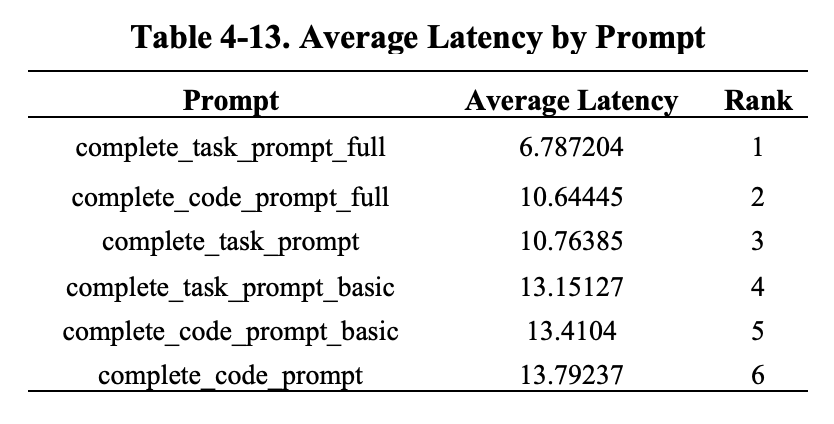 Table 4-13. Average Latency by Prompt
Prompt Average Latency Rank
complete_task_prompt_full 6.787204 1
complete_code_prompt_full 10.64445 2
complete_task_prompt 10.76385 3
complete_task_prompt_basic 13.15127 4
complete_code_prompt_basic 13.4104 5
complete_code_prompt 13.79237 6